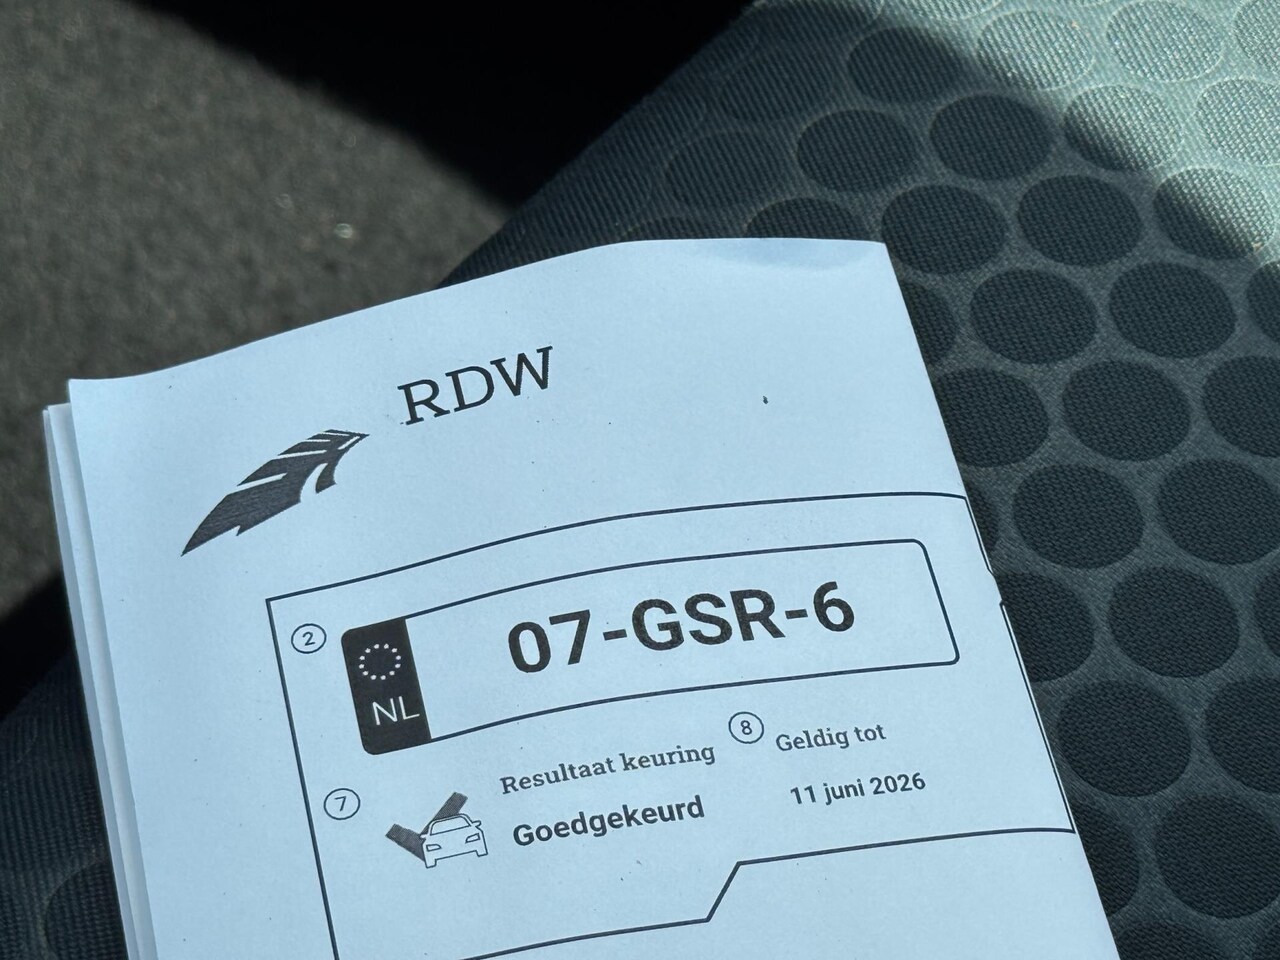 RDW
2
07-GSR-6
NL
7
Resultaat keuring
Goedgekeurd
8
Geldig tot
11 juni 2026